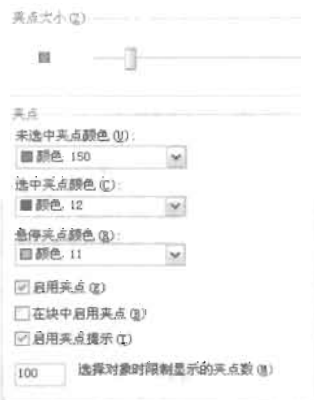 夹点大小(Z)
夹点
未选中夹点颜色(U):
颜色 150
选中夹点颜色(C):
颜色 12
悬停夹点颜色(R):
颜色 11
启用夹点(E)
在块中启用夹点(B)
启用夹点提示(T)
100 选择对象时限制显示的夹点数(M)